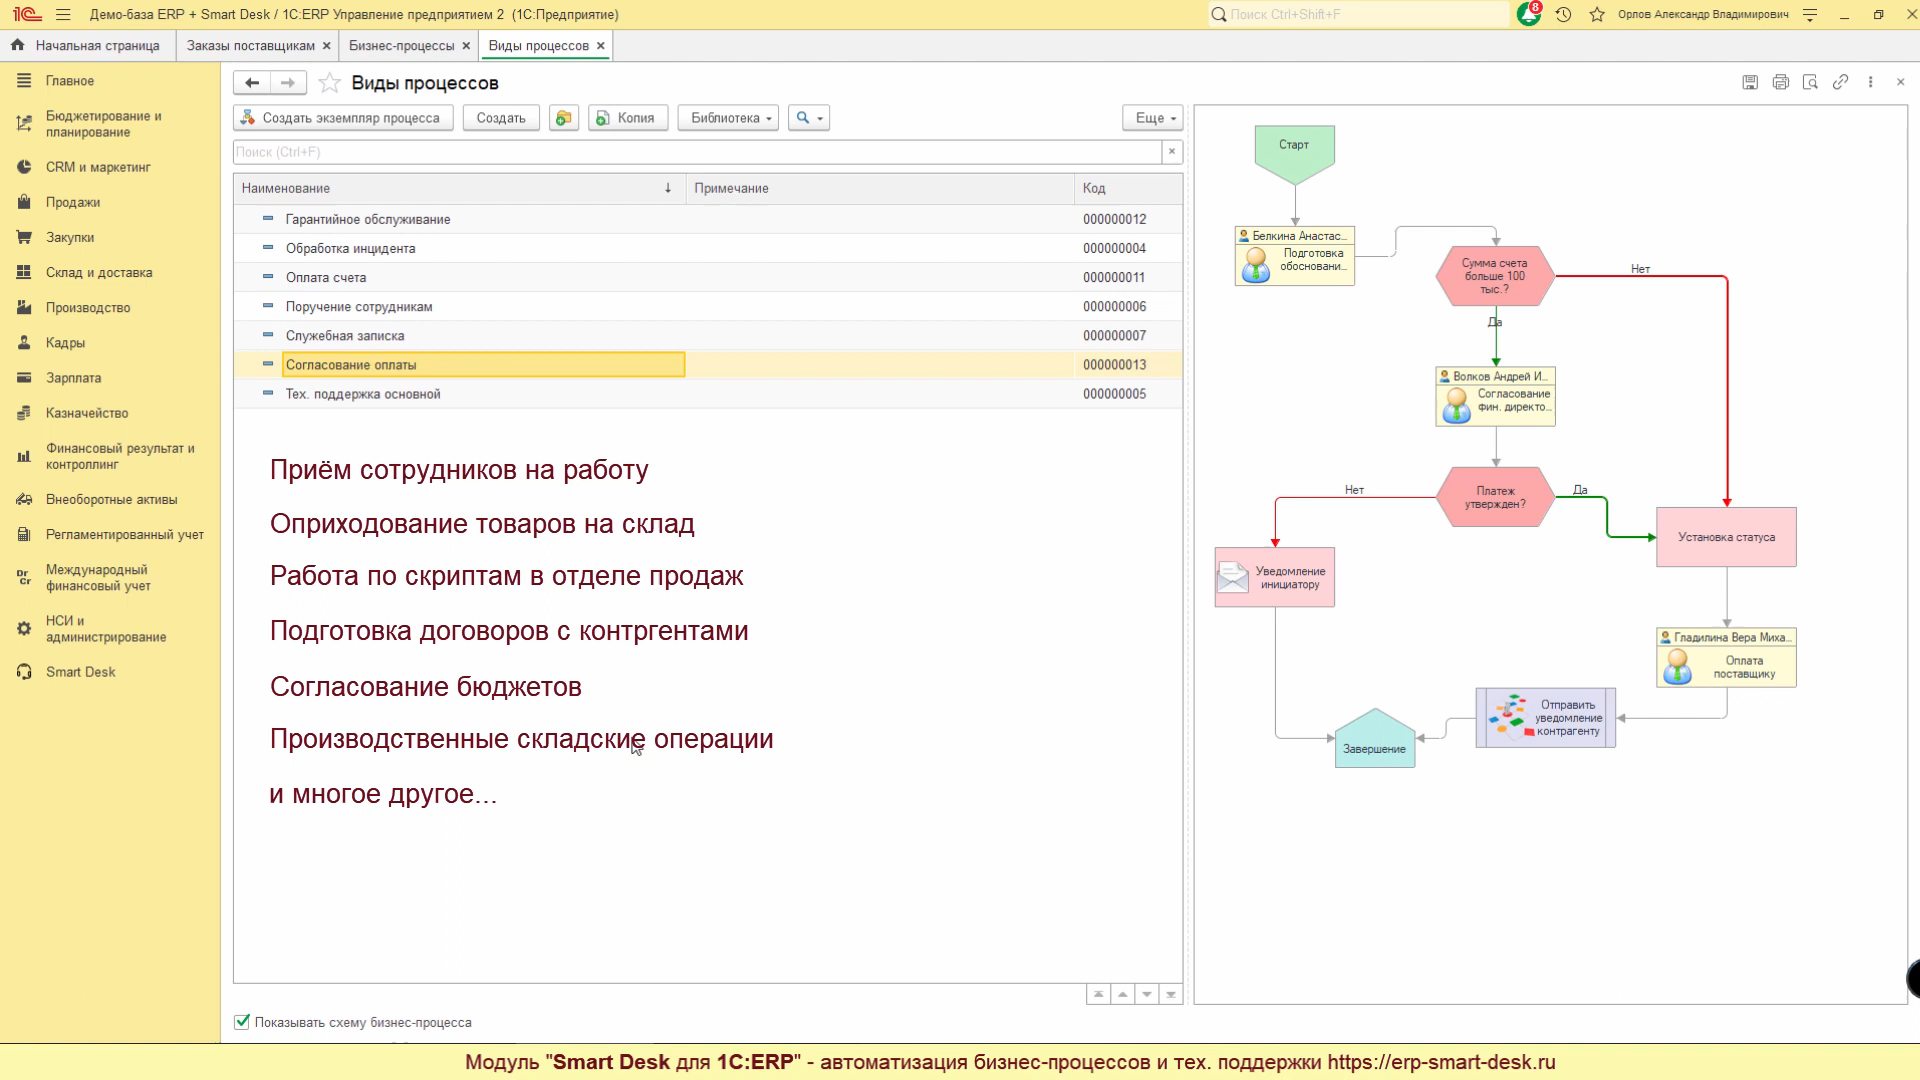 Демо-база ERP + Smart Desk / 1С:ERP Управление предприятием 2 (1С:Предприятие)
Поиск Ctrl+Shift+F
8
Орлов Александр Владимирович
Начальная страница
Заказы поставщикам
Бизнес-процессы
Виды процессов
Главное
Бюджетирование и
планирование
CRM и маркетинг
Продажи
Закупки
Склад и доставка
Производство
Кадры
Зарплата
Казначейство
Финансовый результат и
контроллинг
Внеоборотные активы
Регламентированный учет
Dr
Cr
Международный
финансовый учет
НСИ и
администрирование
Smart Desk
Виды процессов
Создать экземпляр процесса
Создать
Копия
Библиотека
Еще
Поиск (Ctrl+F)
Наименование
Примечание
Код
Гарантийное обслуживание 000000012
Обработка инцидента 000000004
Оплата счета 000000011
Поручение сотрудникам 000000006
Служебная записка 000000007
Согласование оплаты 000000013
Тех. поддержка основной 000000005
Приём сотрудников на работу
Оприходование товаров на склад
Работа по скриптам в отделе продаж
Подготовка договоров с контргентами
Согласование бюджетов
Производственные складские операции
и многое другое...
Показывать схему бизнес-процесса
Старт
Белкина Анастас...
Подготовка
обосновани...
Сумма счета
больше 100
тыс.?
Нет
Да
Волков Андрей И...
Согласование
фин. директо...
Платеж
утвержден?
Нет
Да
Установка статуса
Уведомление
инициатору
Гладилина Вера Миха...
Оплата
поставщику
Отправить
уведомление
контрагенту
Завершение
Модуль "Smart Desk для 1С:ERP" - автоматизация бизнес-процессов и тех. поддержки https://erp-smart-desk.ru